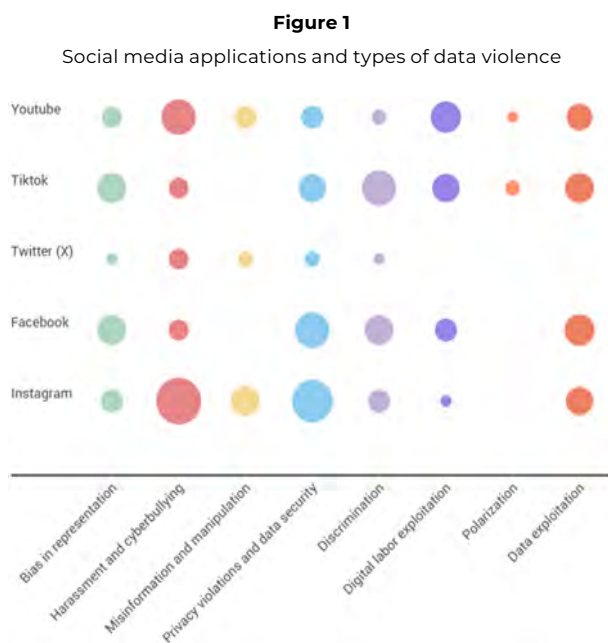 Figure 1
Social media applications and types of data violence
Youtube
Tiktok
Twitter (X)
Facebook
Instagram
Bias in representation
Harassment and cyberbullying
Misinformation and manipulation
Privacy violations and data security
Discrimination
Digital labor exploitation
Polarization
Data exploitation